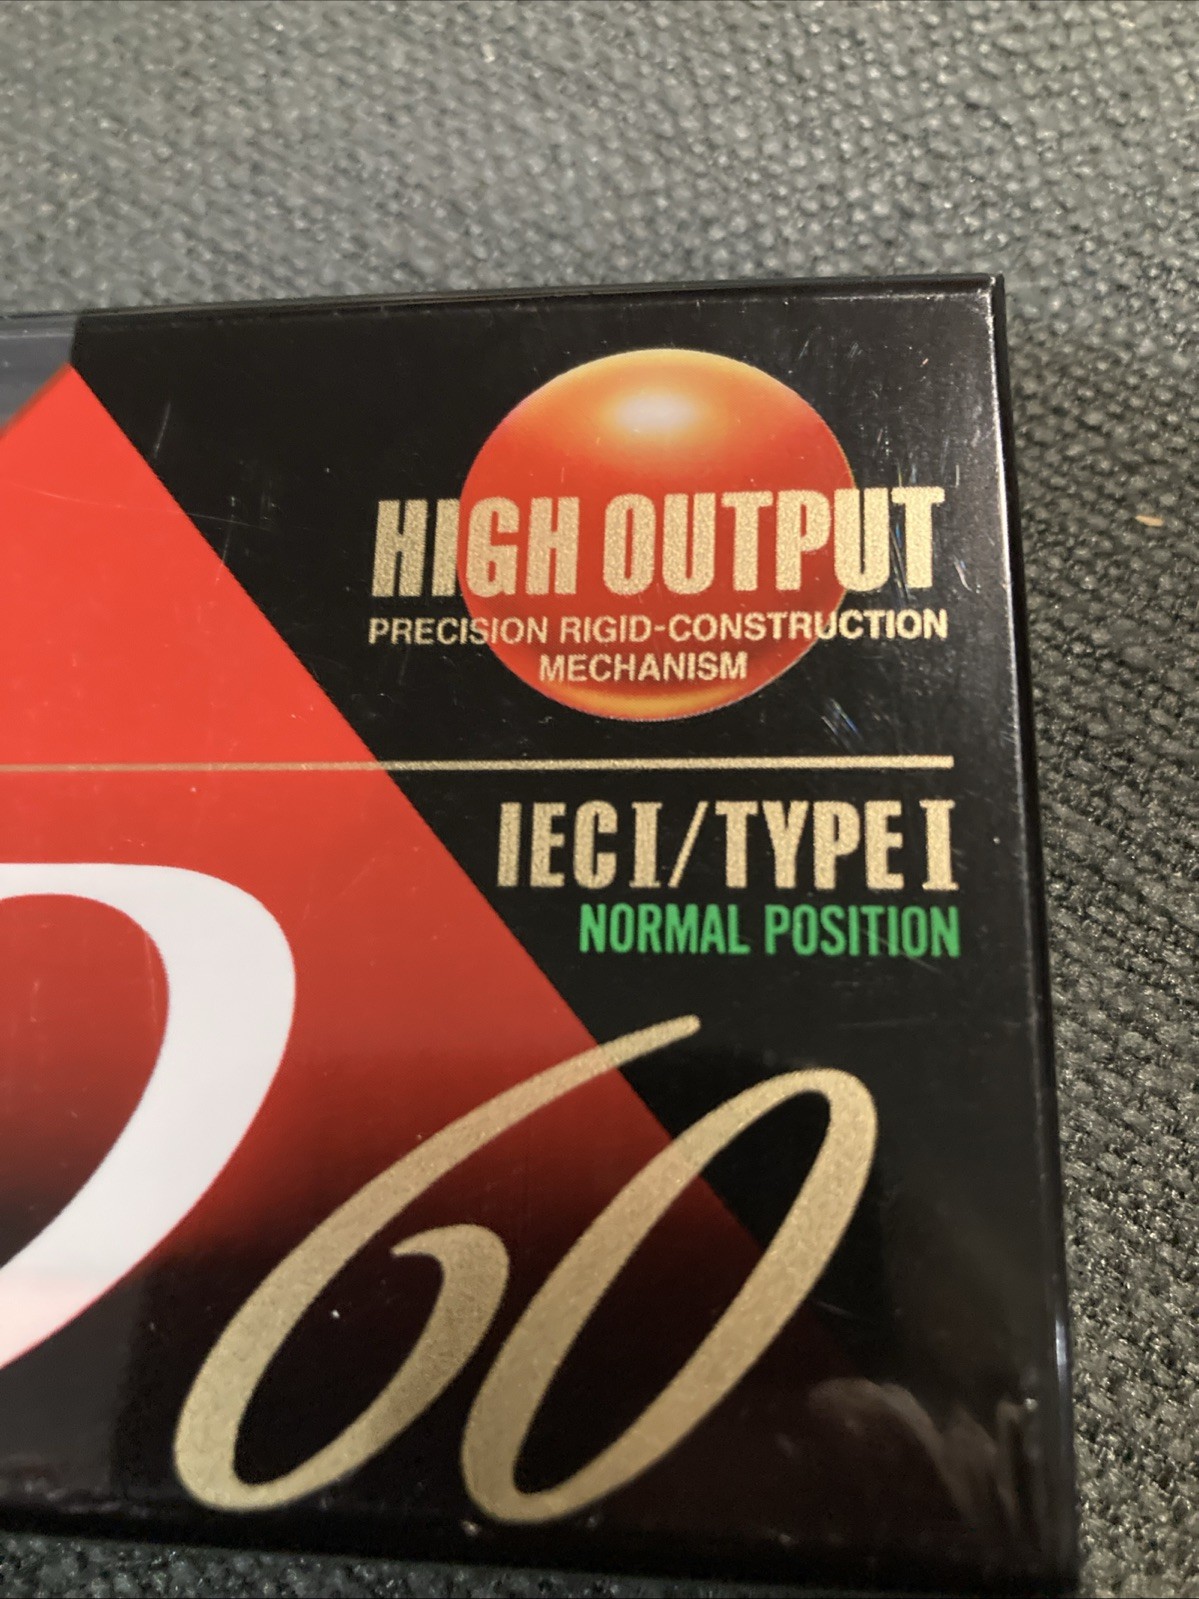 HIGH OUTPUT
PRECISION RIGID-CONSTRUCTION
MECHANISM
IEC I / TYPE I
NORMAL POSITION
D 60